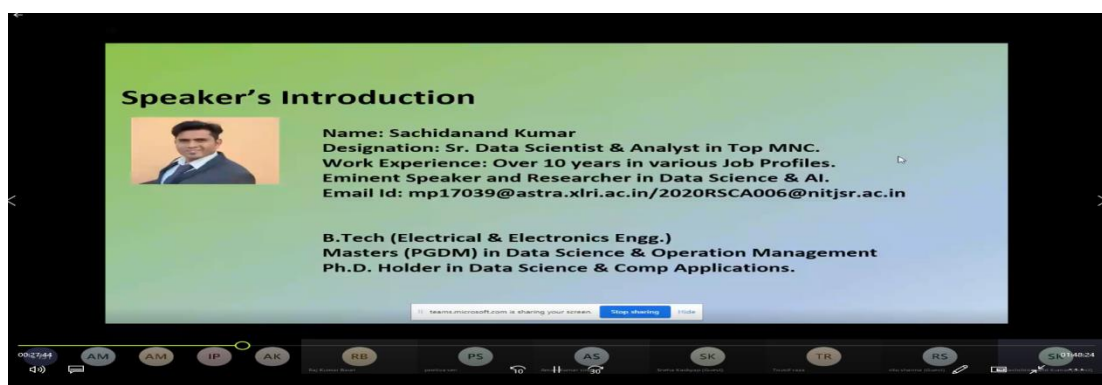 Speaker's Introduction
Name: Sachidanand Kumar
Designation: Sr. Data Scientist & Analyst in Top MNC.
Work Experience: Over 10 years in various Job Profiles.
Eminent Speaker and Researcher in Data Science & AI.
Email Id: mp17039@astra.xlri.ac.in/2020RSCA006@nitjsr.ac.in
B.Tech (Electrical & Electronics Engg.)
Masters (PGDM) in Data Science & Operation Management
Ph.D. Holder in Data Science & Comp Applications.
teams.microsoft.com is sharing your screen. Stop sharing Hide
00:27:44 AM AM IP AK RB PS AS SK TR RS 01:48:24
10 30